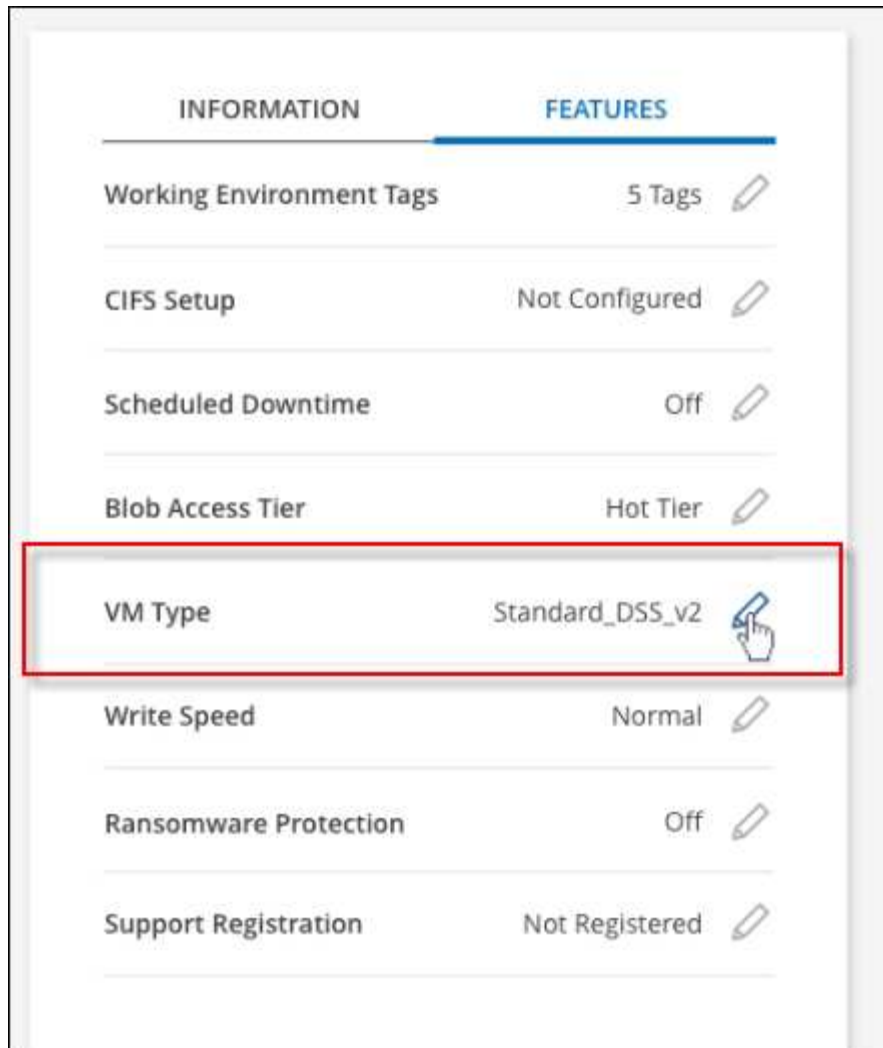 INFORMATION FEATURES
Working Environment Tags 5 Tags
CIFS Setup Not Configured
Scheduled Downtime Off
Blob Access Tier Hot Tier
VM Type Standard_DSS_v2
Write Speed Normal
Ransomware Protection Off
Support Registration Not Registered